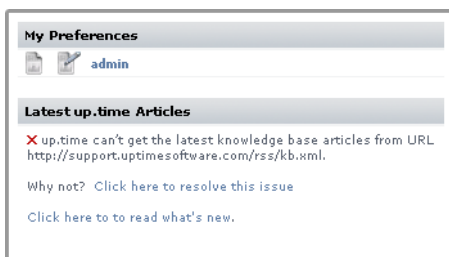 My Preferences
admin
Latest up.time Articles
up.time can't get the latest knowledge base articles from URL
http://support.uptimesoftware.com/rss/kb.xml.
Why not? Click here to resolve this issue
Click here to to read what's new.